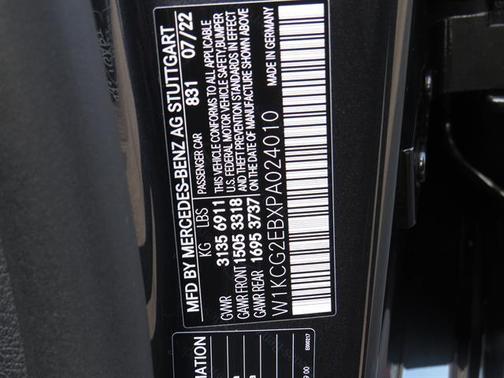 MFD BY MERCEDES-BENZ AG STUTTGART
PASSENGER CAR 831 07/22
KG LBS
GVWR 3135 6911
GAWR FRONT 1505 3318
GAWR REAR 1695 3737
THIS VEHICLE CONFORMS TO ALL APPLICABLE
U.S. FEDERAL MOTOR VEHICLE SAFETY, BUMPER
AND THEFT PREVENTION STANDARDS IN EFFECT
ON THE DATE OF MANUFACTURE SHOWN ABOVE
W1KCG2EBXPA024010
MADE IN GERMANY
MATION